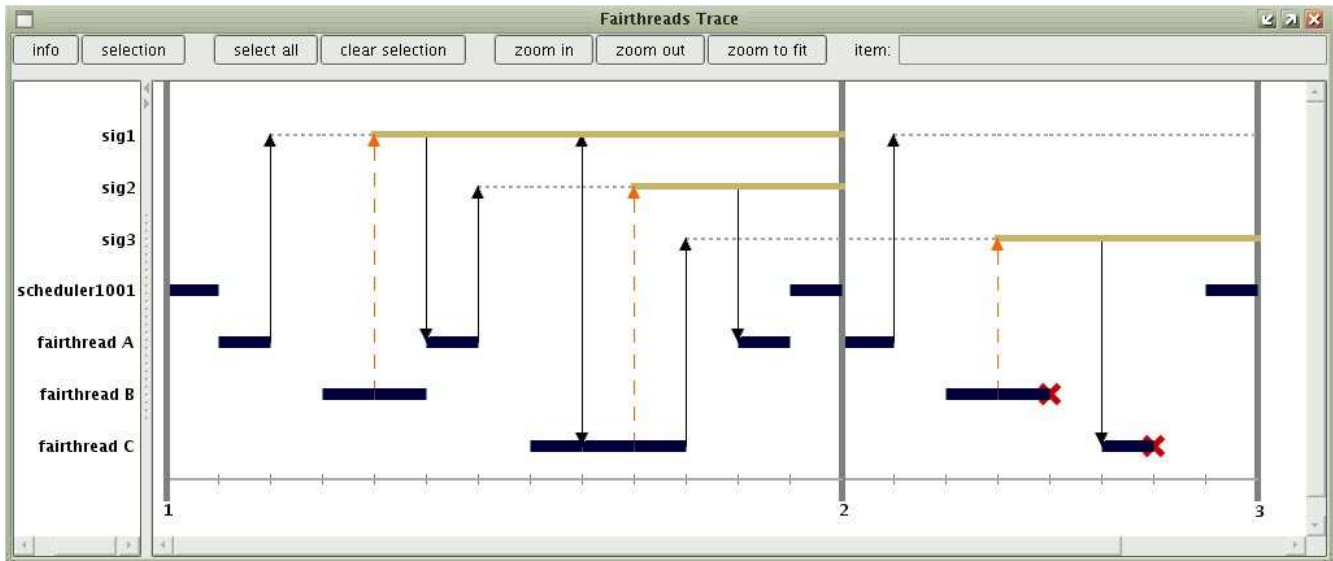 Fairthreads Trace
info selection select all clear selection zoom in zoom out zoom to fit item:
sig1
sig2
sig3
scheduler1001
fairthread A
fairthread B
fairthread C
1 2 3